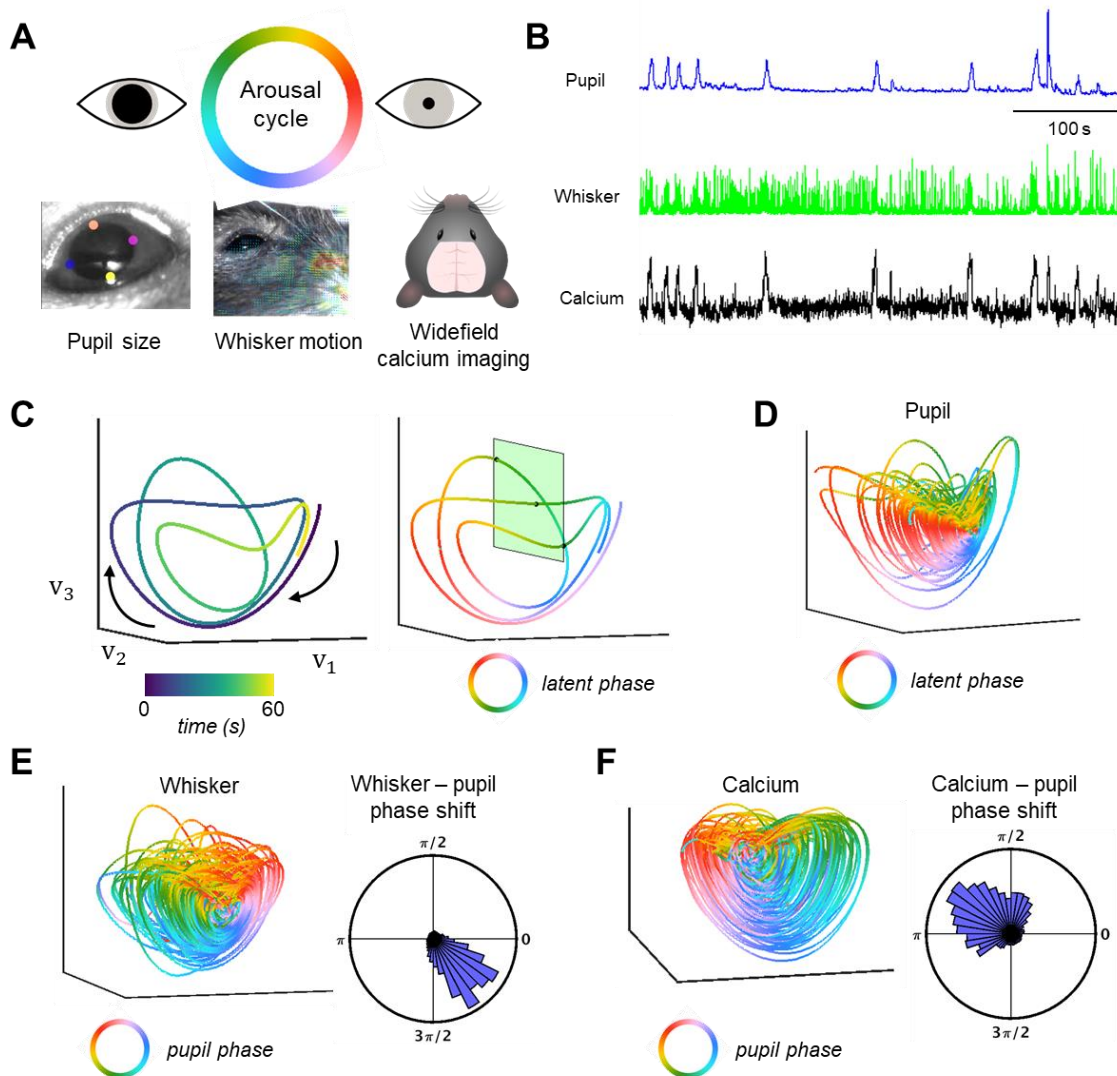 A
Arousal
cycle
Pupil size
Whisker motion
Widefield
calcium imaging
B
Pupil
100 s
Whisker
Calcium
C
v₃
v₂
v₁
0
60
time (s)
latent phase
D
Pupil
latent phase
E
Whisker
Whisker – pupil
phase shift
π/2
π
0
3π/2
pupil phase
F
Calcium
Calcium – pupil
phase shift
π/2
π
0
3π/2
pupil phase